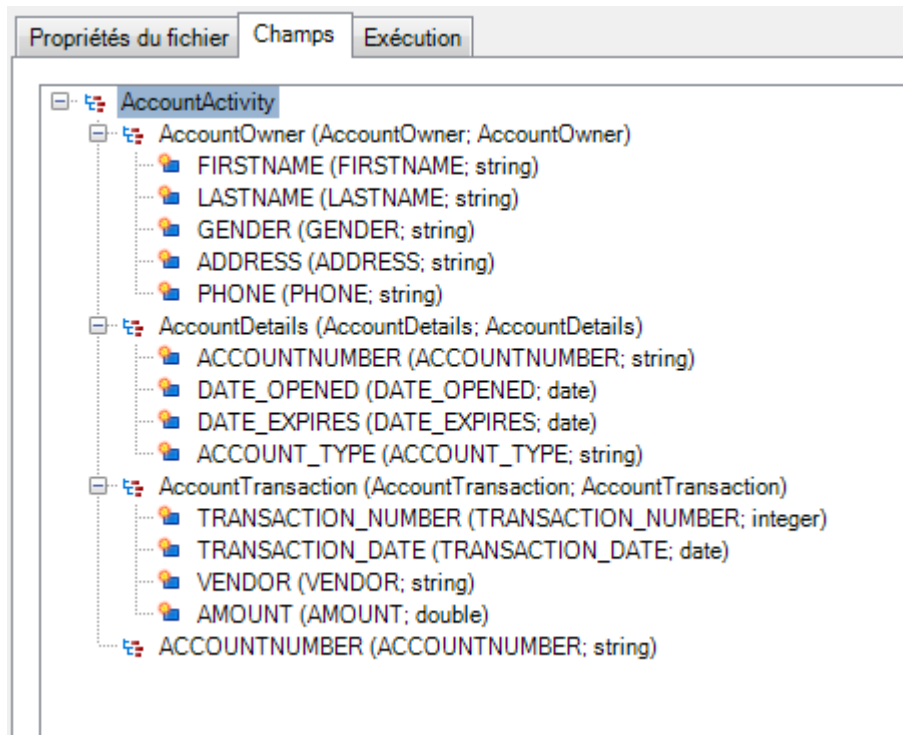 Propriétés du fichier Champs Exécution
AccountActivity
AccountOwner (AccountOwner; AccountOwner)
FIRSTNAME (FIRSTNAME; string)
LASTNAME (LASTNAME; string)
GENDER (GENDER; string)
ADDRESS (ADDRESS; string)
PHONE (PHONE; string)
AccountDetails (AccountDetails; AccountDetails)
ACCOUNTNUMBER (ACCOUNTNUMBER; string)
DATE_OPENED (DATE_OPENED; date)
DATE_EXPIRES (DATE_EXPIRES; date)
ACCOUNT_TYPE (ACCOUNT_TYPE; string)
AccountTransaction (AccountTransaction; AccountTransaction)
TRANSACTION_NUMBER (TRANSACTION_NUMBER; integer)
TRANSACTION_DATE (TRANSACTION_DATE; date)
VENDOR (VENDOR; string)
AMOUNT (AMOUNT; double)
ACCOUNTNUMBER (ACCOUNTNUMBER; string)